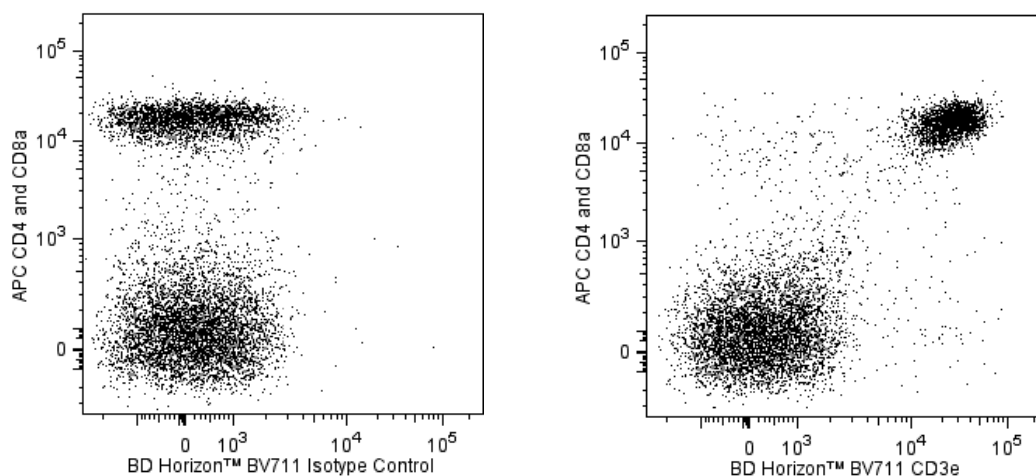 10^5
10^4
10^3
0
APC CD4 and CD8a
0 10^3 10^4 10^5
BD Horizon™ BV711 Isotype Control
10^5
10^4
10^3
0
APC CD4 and CD8a
0 10^3 10^4 10^5
BD Horizon™ BV711 CD3e